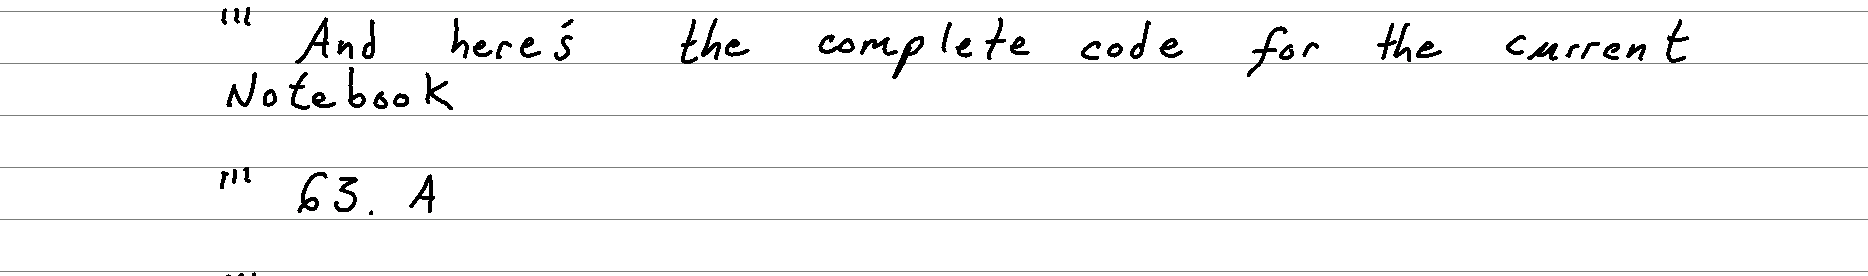 ''' And here's the complete code for the current
Notebook
''' 63. A